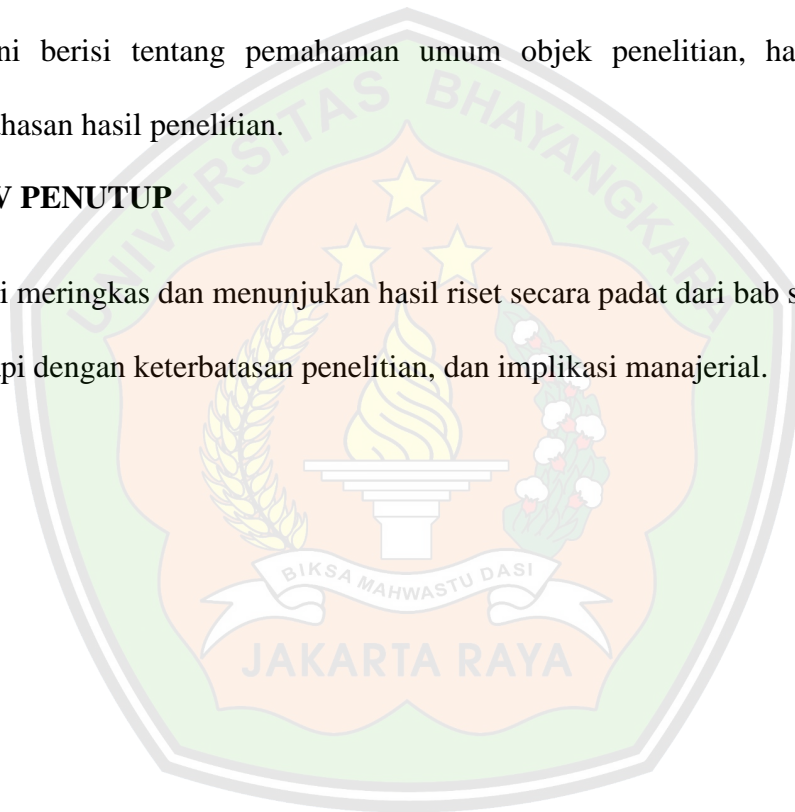 ni berisi tentang pemahaman umum objek penelitian, ha
hasan hasil penelitian.
V PENUTUP
i meringkas dan menunjukan hasil riset secara padat dari bab s
pi dengan keterbatasan penelitian, dan implikasi manajerial.
UNIVERSITAS BHAYANGKARA
BIKSA MAHWASTU DASI
JAKARTA RAYA